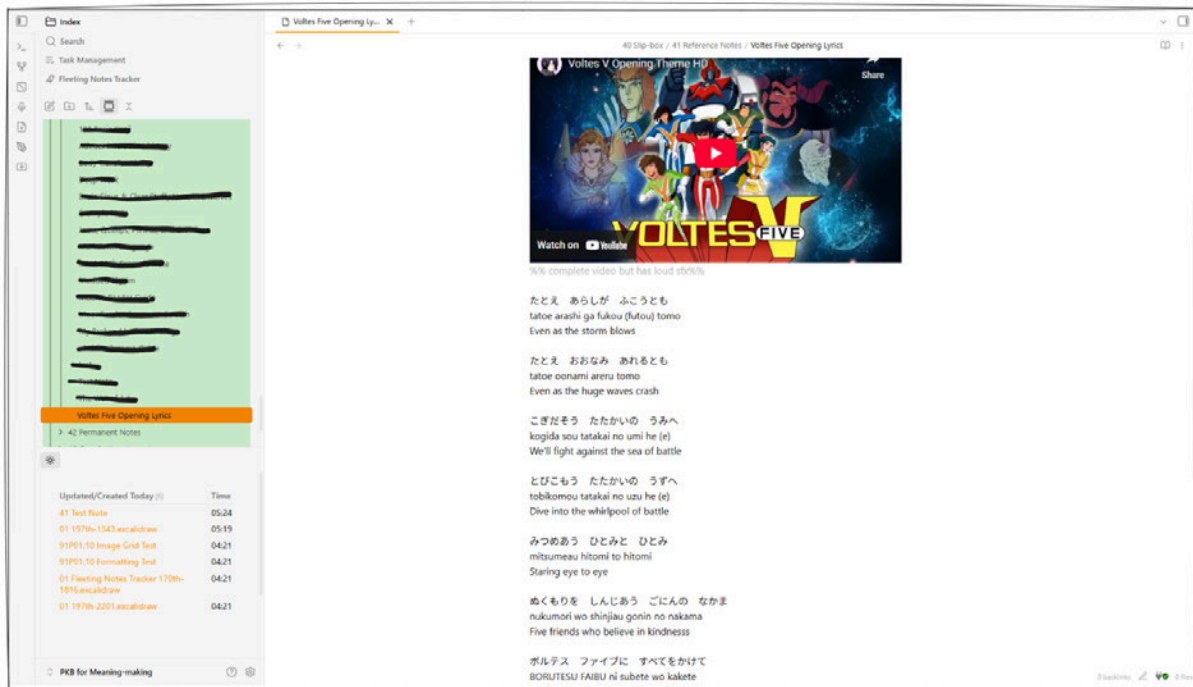 Index
Search
Task Management
Fleeting Notes Tracker
Voltes Five Opening Lyrics
42 Permanent Notes
Updated/Created Today (6) Time
41 Test Note 05:24
01 197th-1343.excalidraw 05:19
91P01.10 Image Grid Test 04:21
91P01.10 Formatting Test 04:21
01 Fleeting Notes Tracker 170th-
1816.excalidraw 04:21
01 197th-2201.excalidraw 04:21
PKB for Meaning-making
Voltes Five Opening Ly...
40 Slip-box / 41 Reference Notes / Voltes Five Opening Lyrics
Voltes V Opening Theme HD
Share
VOLTES V
FIVE
Watch on YouTube
%% complete video but has loud sfx%%
たとえ あらしが ふこうとも
tatoe arashi ga fukou (futou) tomo
Even as the storm blows
たとえ おおなみ あれるとも
tatoe oonami areru tomo
Even as the huge waves crash
こぎだそう たたかいの うみへ
kogida sou tatakai no umi he (e)
We'll fight against the sea of battle
とびこもう たたかいの うずへ
tobikomou tatakai no uzu he (e)
Dive into the whirlpool of battle
みつめあう ひとみと ひとみ
mitsumeau hitomi to hitomi
Staring eye to eye
ぬくもりを しんじあう ごにんの なかま
nukumori wo shinjiau gonin no nakama
Five friends who believe in kindnesss
ボルテス ファイブに すべてをかけて
BORUTESU FAIBU ni subete wo kakete
0 backlinks